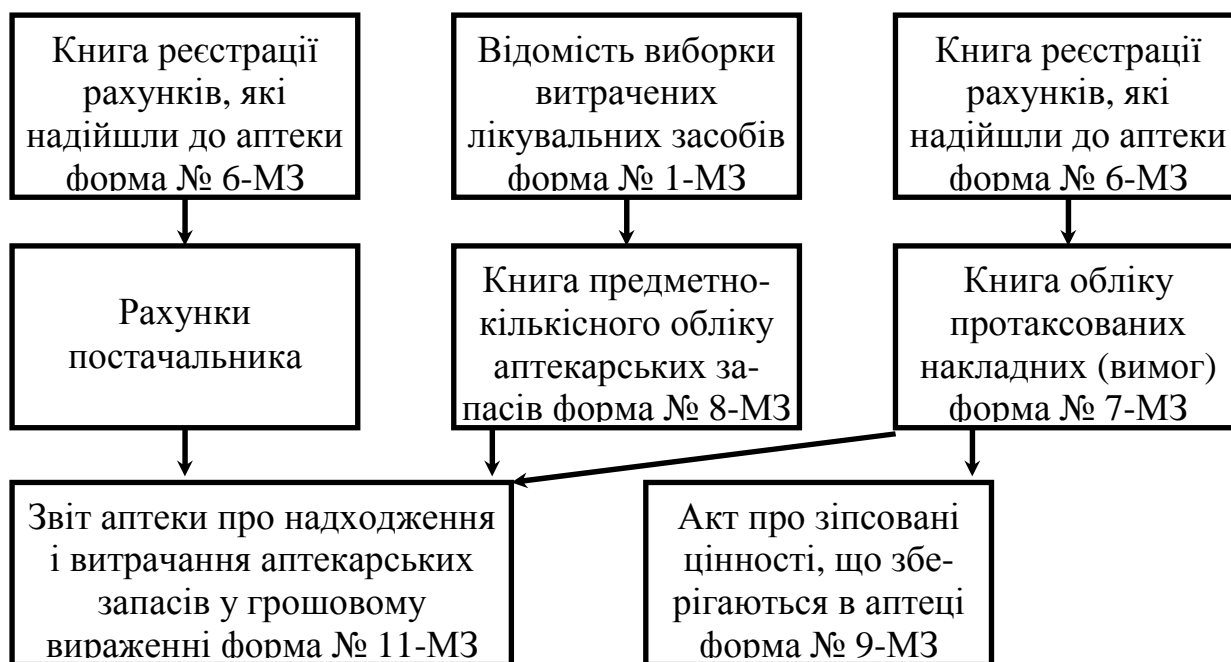 Книга реєстрації
рахунків, які
надійшли до аптеки
форма № 6-МЗ
Відомість виборки
витрачених
лікувальних засобів
форма № 1-МЗ
Книга реєстрації
рахунків, які
надійшли до аптеки
форма № 6-МЗ
Рахунки
постачальника
Книга предметно-
кількісного обліку
аптекарських за-
пасів форма № 8-МЗ
Книга обліку
протаксованих
накладних (вимог)
форма № 7-МЗ
Звіт аптеки про надходження
і витрачання аптекарських
запасів у грошовому
вираженні форма № 11-МЗ
Акт про зіпсовані
цінності, що збе-
рігаються в аптеці
форма № 9-МЗ